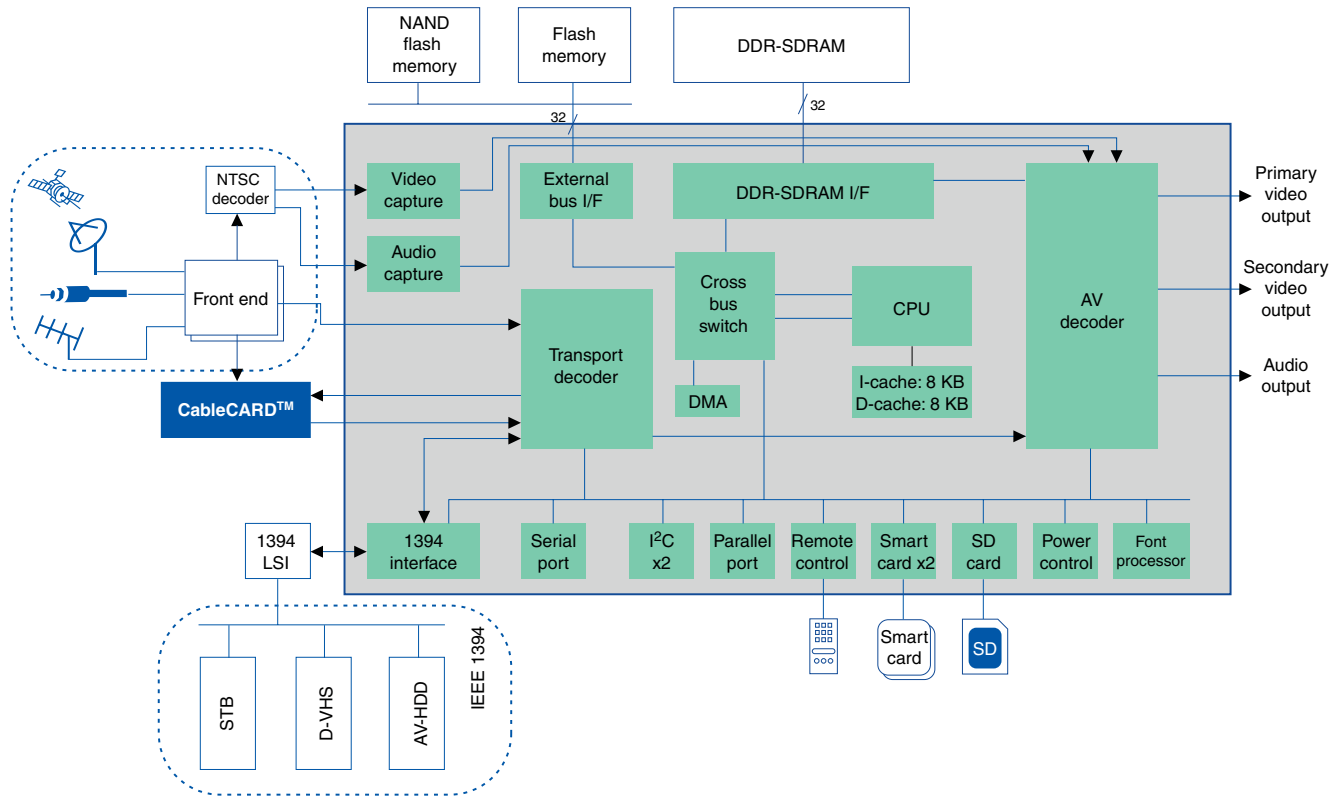 NAND
flash
memory
Flash
memory
DDR-SDRAM
32
32
NTSC
decoder
Video
capture
External
bus I/F
DDR-SDRAM I/F
Primary
video
output
Audio
capture
Front end
Cross
bus
switch
CPU
AV
decoder
Secondary
video
output
Transport
decoder
I-cache: 8 KB
D-cache: 8 KB
DMA
Audio
output
CableCARD™
1394
LSI
1394
interface
Serial
port
I²C
x2
Parallel
port
Remote
control
Smart
card x2
SD
card
Power
control
Font
processor
Smart
card
SD
STB
D-VHS
AV-HDD
IEEE 1394